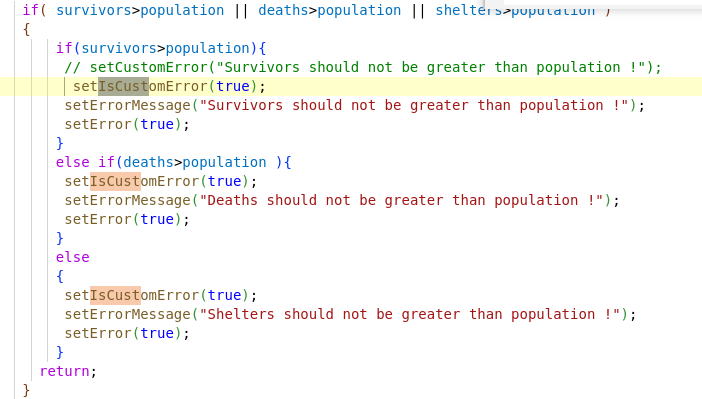 if( survivors>population || deaths>population || shelters>population )
{
if(survivors>population){
// setCustomError("Survivors should not be greater than population !");
setIsCustomError(true);
setErrorMessage("Survivors should not be greater than population !");
setError(true);
}
else if(deaths>population ){
setIsCustomError(true);
setErrorMessage("Deaths should not be greater than population !");
setError(true);
}
else
{
setIsCustomError(true);
setErrorMessage("Shelters should not be greater than population !");
setError(true);
}
return;
}